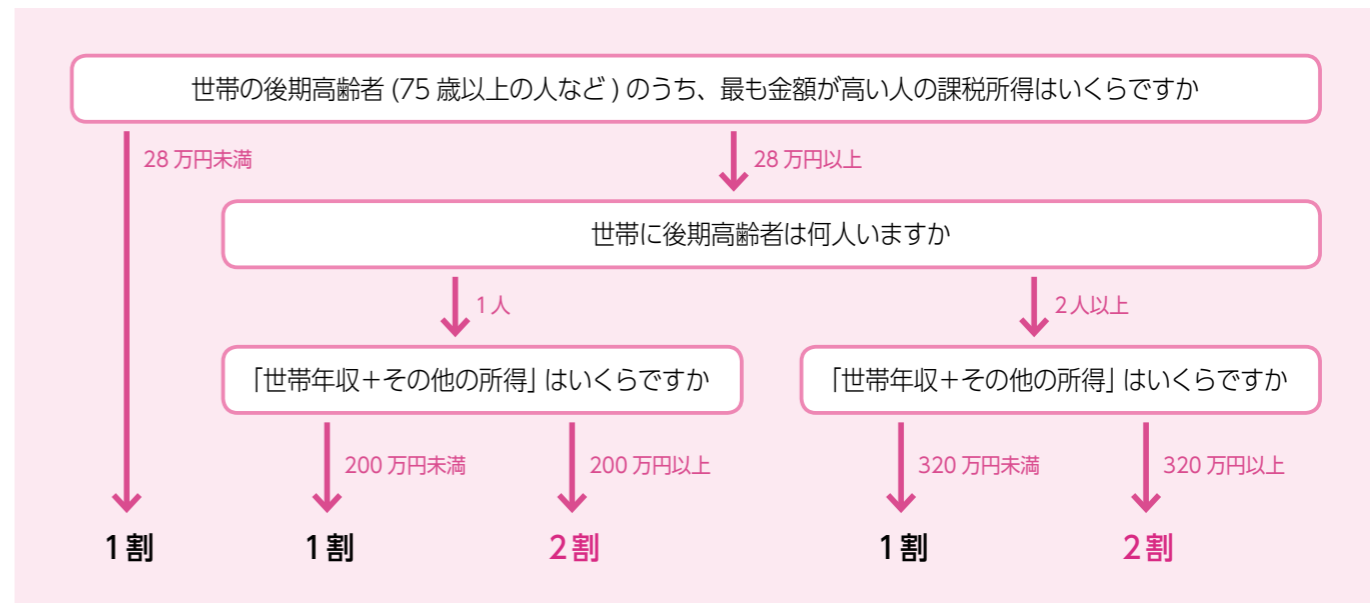 世帯の後期高齢者 (75 歳以上の人など ) のうち、最も金額が高い人の課税所得はいくらですか
28 万円未満
28 万円以上
世帯に後期高齢者は何人いますか
1人
2人以上
「世帯年収＋その他の所得」はいくらですか
「世帯年収＋その他の所得」はいくらですか
200 万円未満
200 万円以上
320 万円未満
320 万円以上
1割
1割
2割
1割
2割